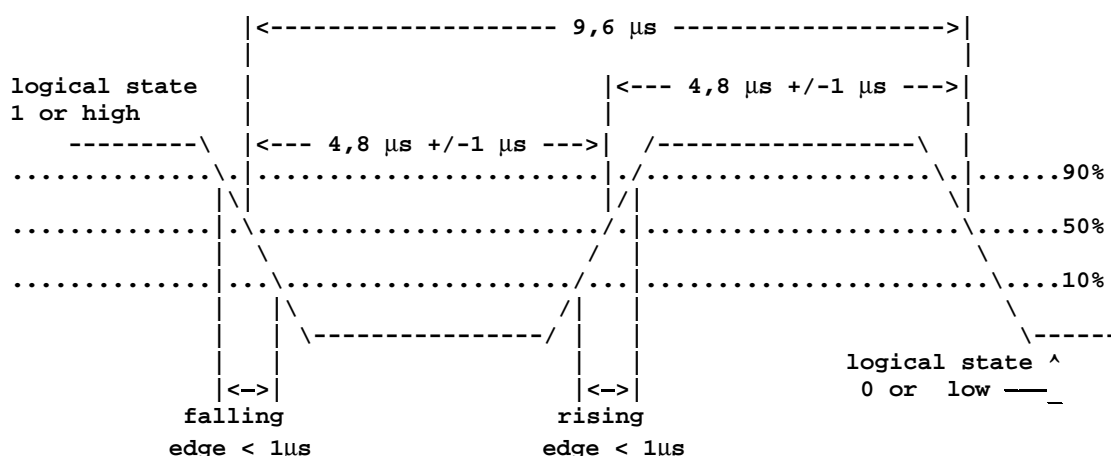 |<------------------- 9,6 µs ------------------->|
logical state |<--- 4,8 µs +/-1 µs --->|
1 or high
---------\ |<--- 4,8 µs +/-1 µs --->| /------------------\
90%
50%
10%
\----------------/ \-----
logical state ^
|<–>| |<–>| 0 or low ——_
falling rising
edge < 1µs edge < 1µs